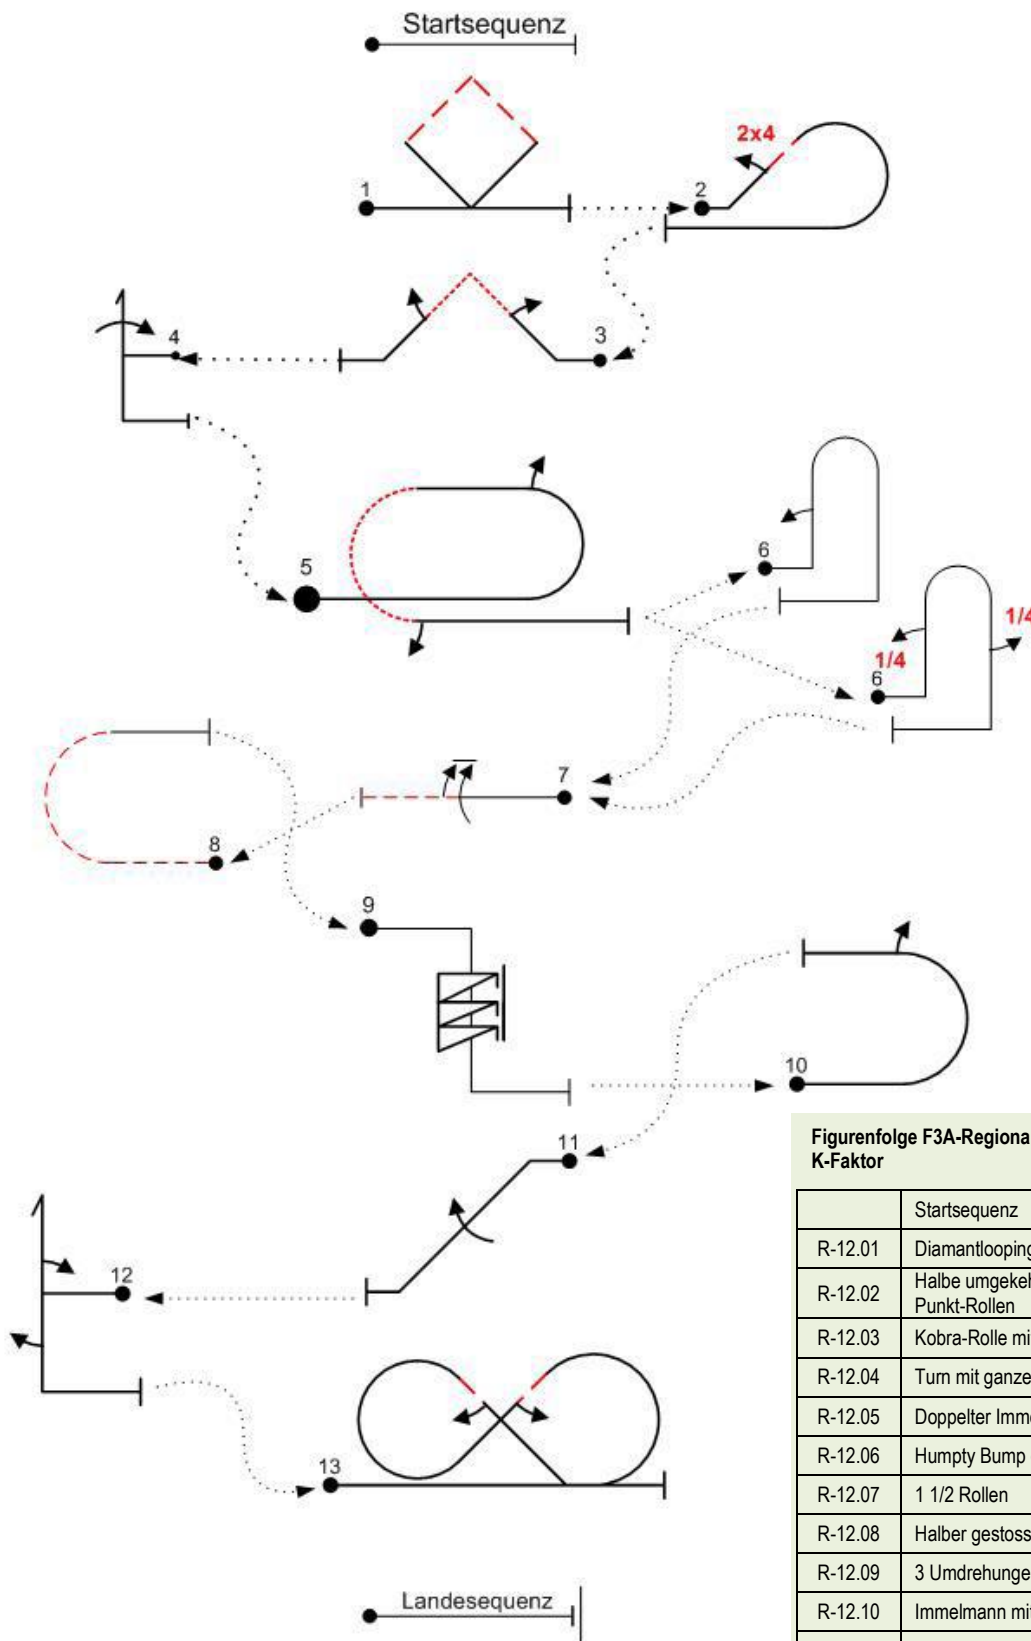 Startsequenz
1
2x4
2
3
4
5
6
1/4
6
1/4
7
8
9
10
11
12
13
Landesequenz
Figurenfolge F3A-Regiona
K-Faktor
Startsequenz
R-12.01 Diamantlooping
R-12.02 Halbe umgekeh
Punkt-Rollen
R-12.03 Kobra-Rolle mi
R-12.04 Turn mit ganze
R-12.05 Doppelter Imme
R-12.06 Humpty Bump
R-12.07 1 1/2 Rollen
R-12.08 Halber gestoss
R-12.09 3 Umdrehunge
R-12.10 Immelmann mit